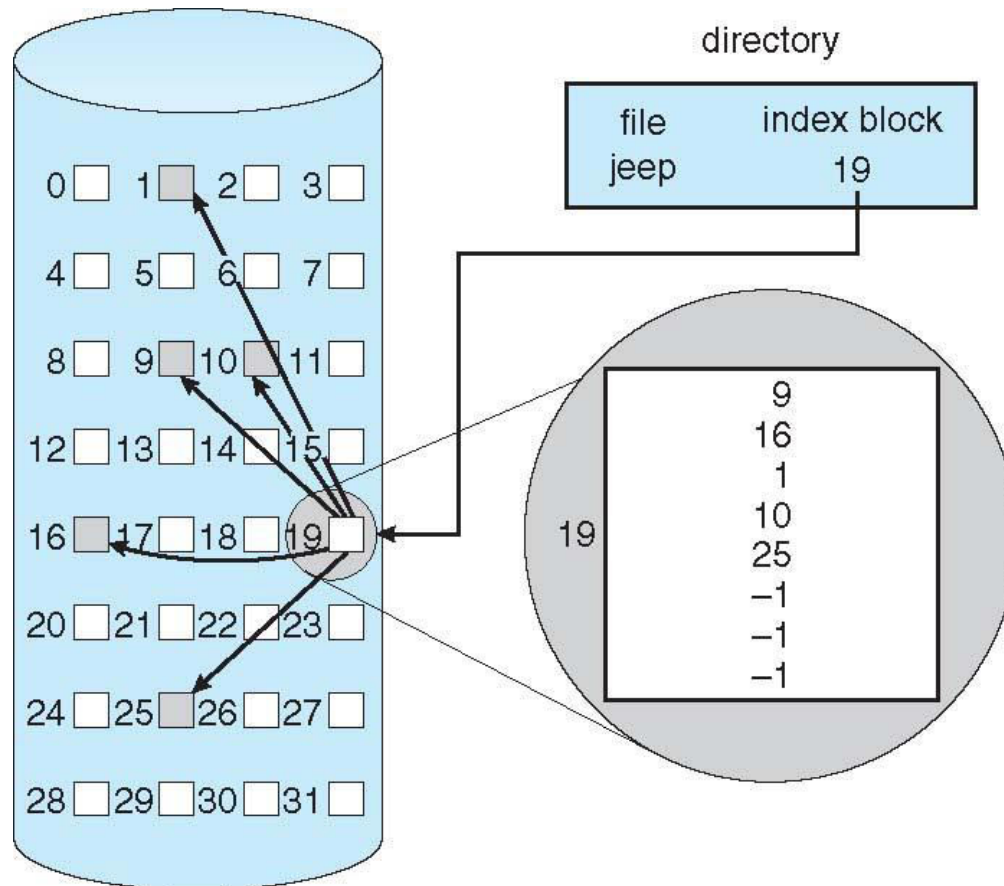 directory
file index block
jeep 19
0 1 2 3
4 5 6 7
8 9 10 11
12 13 14 15
16 17 18 19
20 21 22 23
24 25 26 27
28 29 30 31
19
9
16
1
10
25
–1
–1
–1